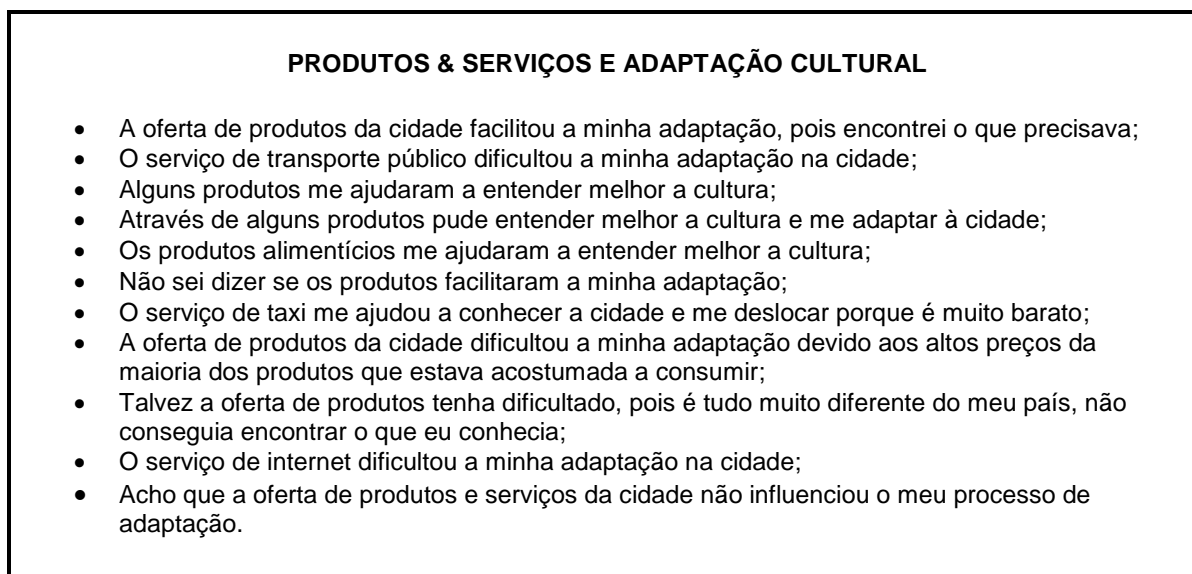 PRODUTOS & SERVIÇOS E ADAPTAÇÃO CULTURAL
• A oferta de produtos da cidade facilitou a minha adaptação, pois encontrei o que precisava;
• O serviço de transporte público dificultou a minha adaptação na cidade;
• Alguns produtos me ajudaram a entender melhor a cultura;
• Através de alguns produtos pude entender melhor a cultura e me adaptar à cidade;
• Os produtos alimentícios me ajudaram a entender melhor a cultura;
• Não sei dizer se os produtos facilitaram a minha adaptação;
• O serviço de taxi me ajudou a conhecer a cidade e me deslocar porque é muito barato;
• A oferta de produtos da cidade dificultou a minha adaptação devido aos altos preços da
maioria dos produtos que estava acostumada a consumir;
• Talvez a oferta de produtos tenha dificultado, pois é tudo muito diferente do meu país, não
conseguia encontrar o que eu conhecia;
• O serviço de internet dificultou a minha adaptação na cidade;
• Acho que a oferta de produtos e serviços da cidade não influenciou o meu processo de
adaptação.